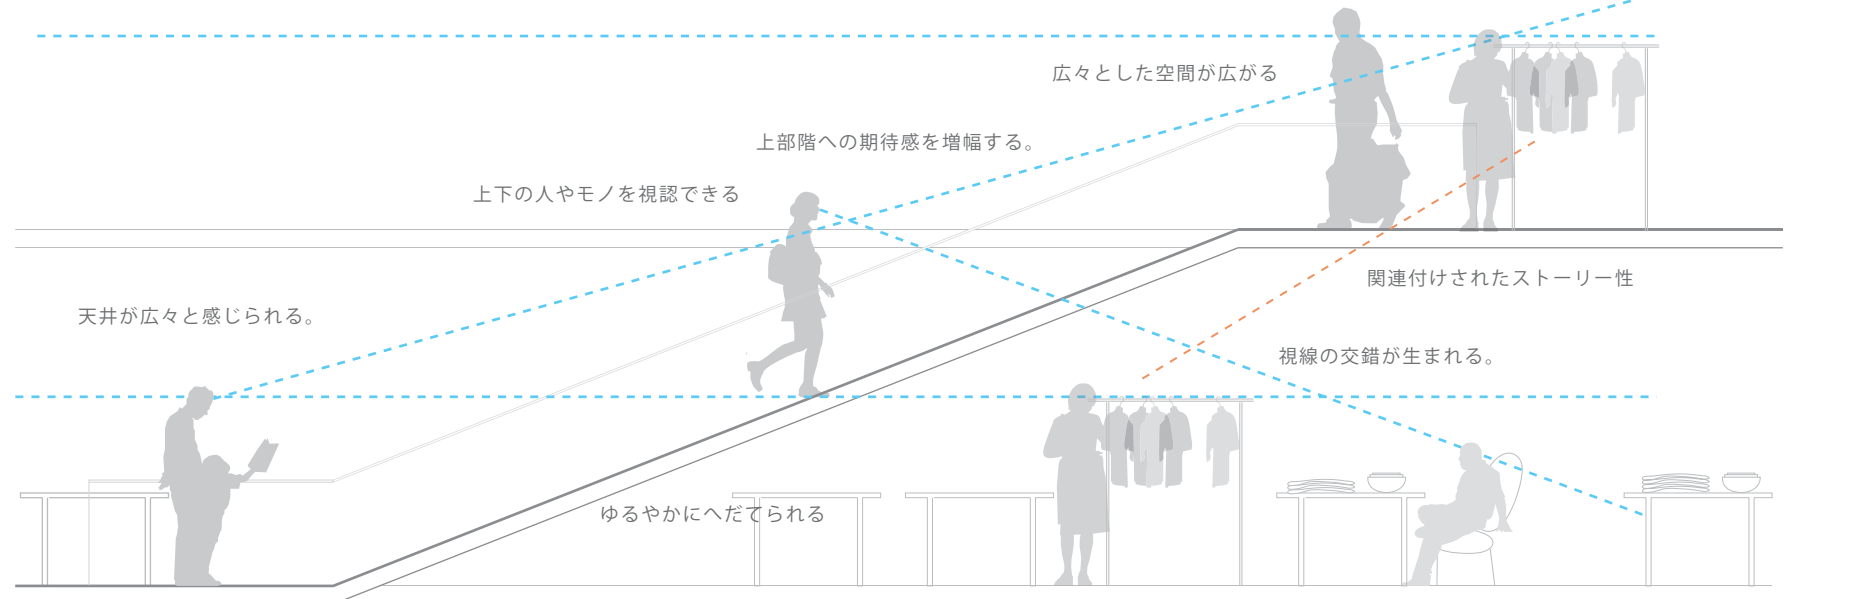 広々とした空間が広がる
上部階への期待感を増幅する。
上下の人やモノを視認できる
関連付けされたストーリー性
天井が広々と感じられる。
視線の交錯が生まれる。
ゆるやかにへだてられる